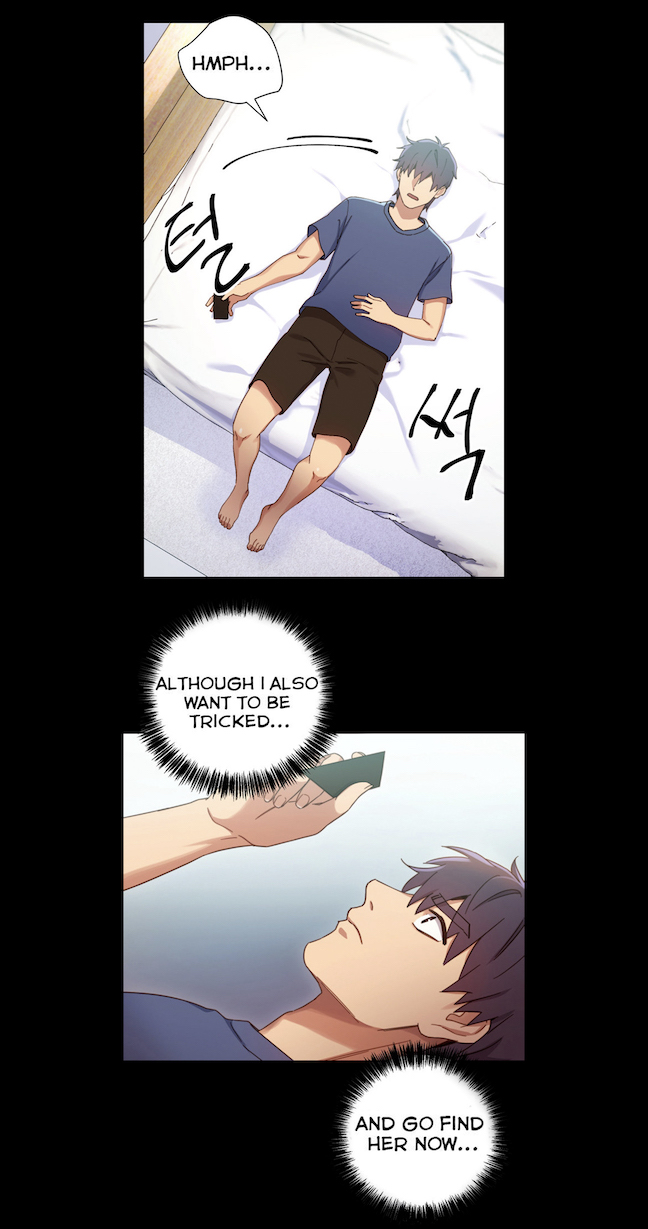 HMPH...
털
썩
ALTHOUGH I ALSO
WANT TO BE
TRICKED...
AND GO FIND
HER NOW...